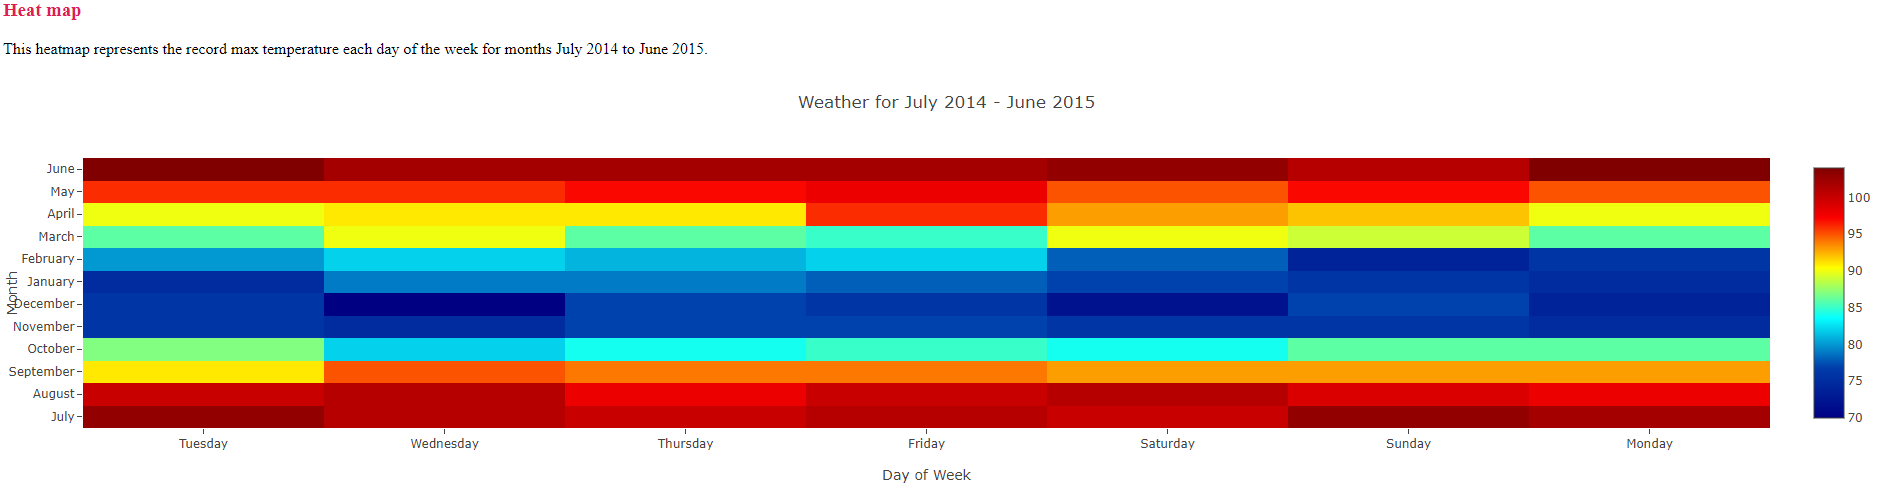 Heat map
This heatmap represents the record max temperature each day of the week for months July 2014 to June 2015.
Weather for July 2014 - June 2015
June
May
April
March
February
January
December
November
October
September
August
July
Month
Tuesday Wednesday Thursday Friday Saturday Sunday Monday
Day of Week
100
95
90
85
80
75
70